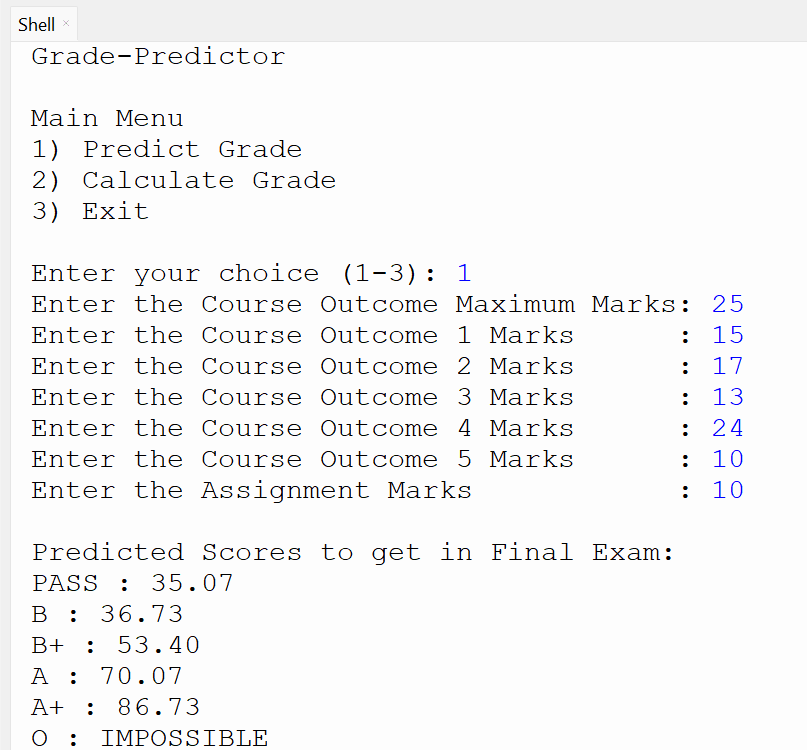 Shell ×
Grade-Predictor
Main Menu
1) Predict Grade
2) Calculate Grade
3) Exit
Enter your choice (1-3): 1
Enter the Course Outcome Maximum Marks: 25
Enter the Course Outcome 1 Marks      : 15
Enter the Course Outcome 2 Marks      : 17
Enter the Course Outcome 3 Marks      : 13
Enter the Course Outcome 4 Marks      : 24
Enter the Course Outcome 5 Marks      : 10
Enter the Assignment Marks            : 10
Predicted Scores to get in Final Exam:
PASS : 35.07
B : 36.73
B+ : 53.40
A : 70.07
A+ : 86.73
O : IMPOSSIBLE